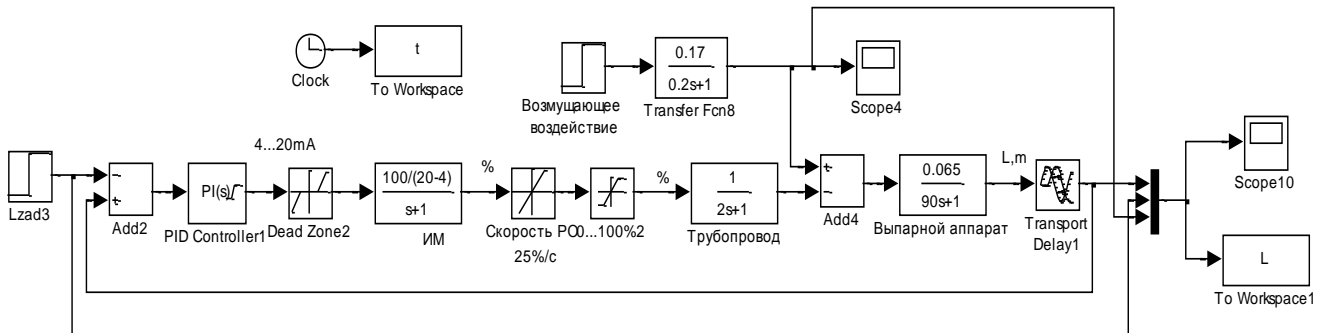 t
Clock
To Workspace
0.17
0.2s+1
Возмущающее
воздействие
Transfer Fcn8
Scope4
4...20mA
Lzad3
-
+
Add2
PI(s)
PID Controller1
Dead Zone2
100/(20-4)
s+1
ИМ
%
Скорость РО
25%/с
0...100%2
%
1
2s+1
Трубопровод
+
-
Add4
0.065
90s+1
Выпарной аппарат
L,m
Transport
Delay1
Scope10
L
To Workspace1